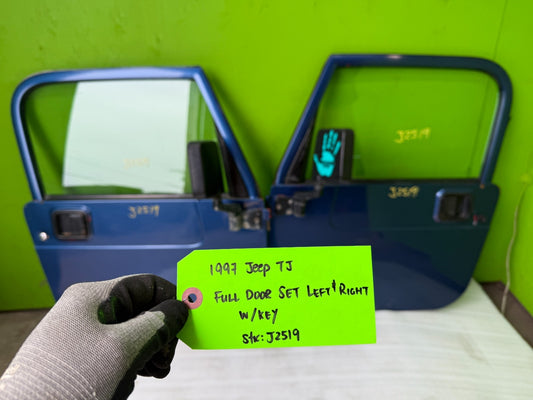 J2519
J2519
J2519
1997 Jeep TJ
FULL DOOR SET LEFT & RIGHT
W/KEY
Stk: J2519